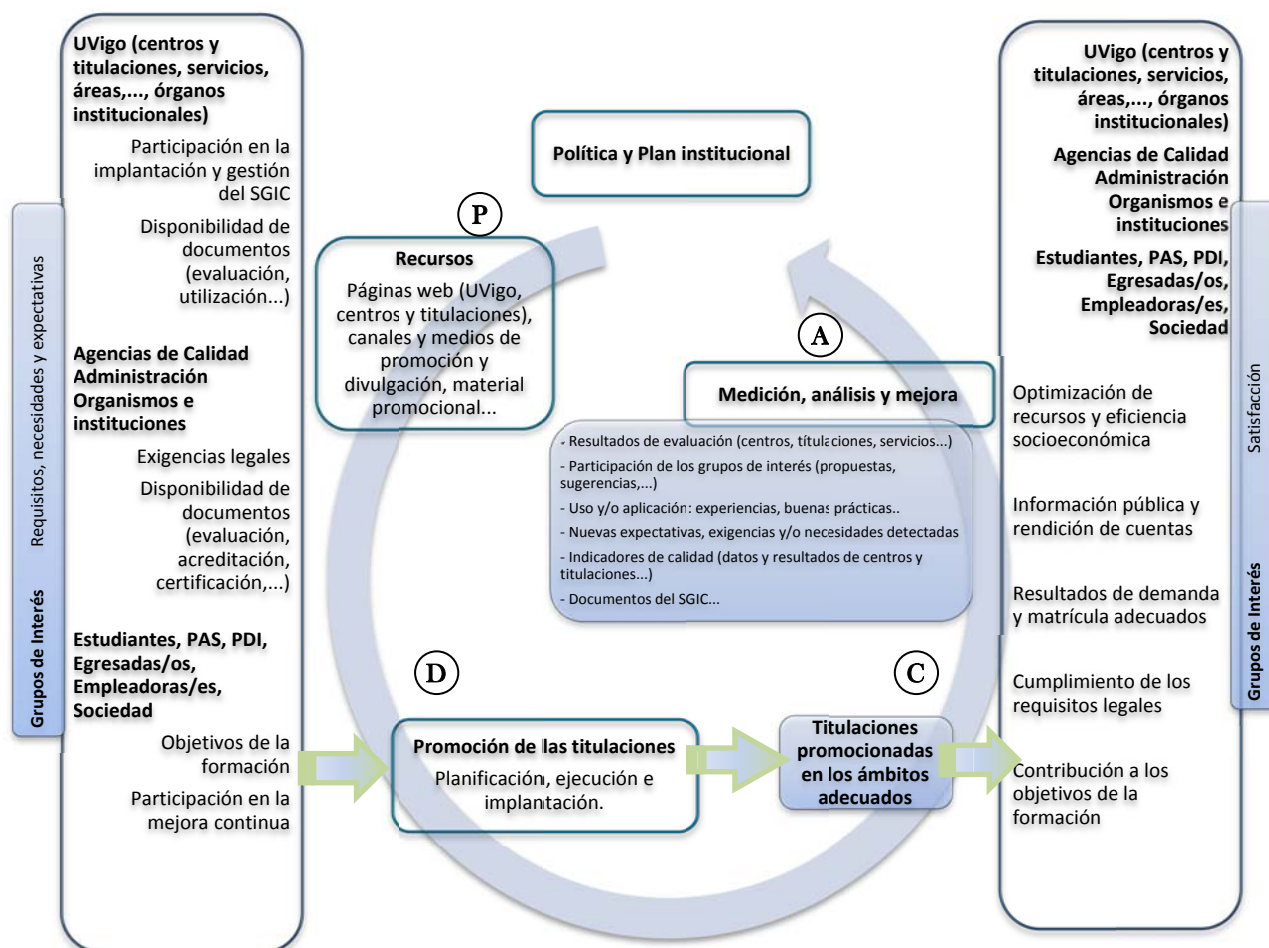 UVigo (centros y
titulaciones, servicios,
áreas,..., órganos
institucionales)
Participación en la
implantación y gestión
del SGIC
Disponibilidad de
documentos
(evaluación,
utilización...)
Agencias de Calidad
Administración
Organismos e
instituciones
Exigencias legales
Disponibilidad de
documentos
(evaluación,
acreditación,
certificación,...)
Estudiantes, PAS, PDI,
Egresadas/os,
Empleadoras/es,
Sociedad
Objetivos de la
formación
Participación en la
mejora continua
Grupos de Interés Requisitos, necesidades y expectativas
Política y Plan institucional
P
Recursos
Páginas web (UVigo,
centros y titulaciones),
canales y medios de
promoción y
divulgación, material
promocional...
A
Medición, análisis y mejora
- Resultados de evaluación (centros, títulaciones, servicios...)
- Participación de los grupos de interés (propuestas,
sugerencias,...)
- Uso y/o aplicación: experiencias, buenas prácticas..
- Nuevas expectativas, exigencias y/o necesidades detectadas
- Indicadores de calidad (datos y resultados de centros y
titulaciones...)
- Documentos del SGIC...
D
Promoción de las titulaciones
Planificación, ejecución e
implantación.
C
Titulaciones
promocionadas
en los ámbitos
adecuados
UVigo (centros y
titulaciones, servicios,
áreas,..., órganos
institucionales)
Agencias de Calidad
Administración
Organismos e
instituciones
Estudiantes, PAS, PDI,
Egresadas/os,
Empleadoras/es,
Sociedad
Optimización de
recursos y eficiencia
socioeconómica
Información pública y
rendición de cuentas
Resultados de demanda
y matrícula adecuados
Cumplimiento de los
requisitos legales
Contribución a los
objetivos de la
formación
Grupos de Interés Satisfacción